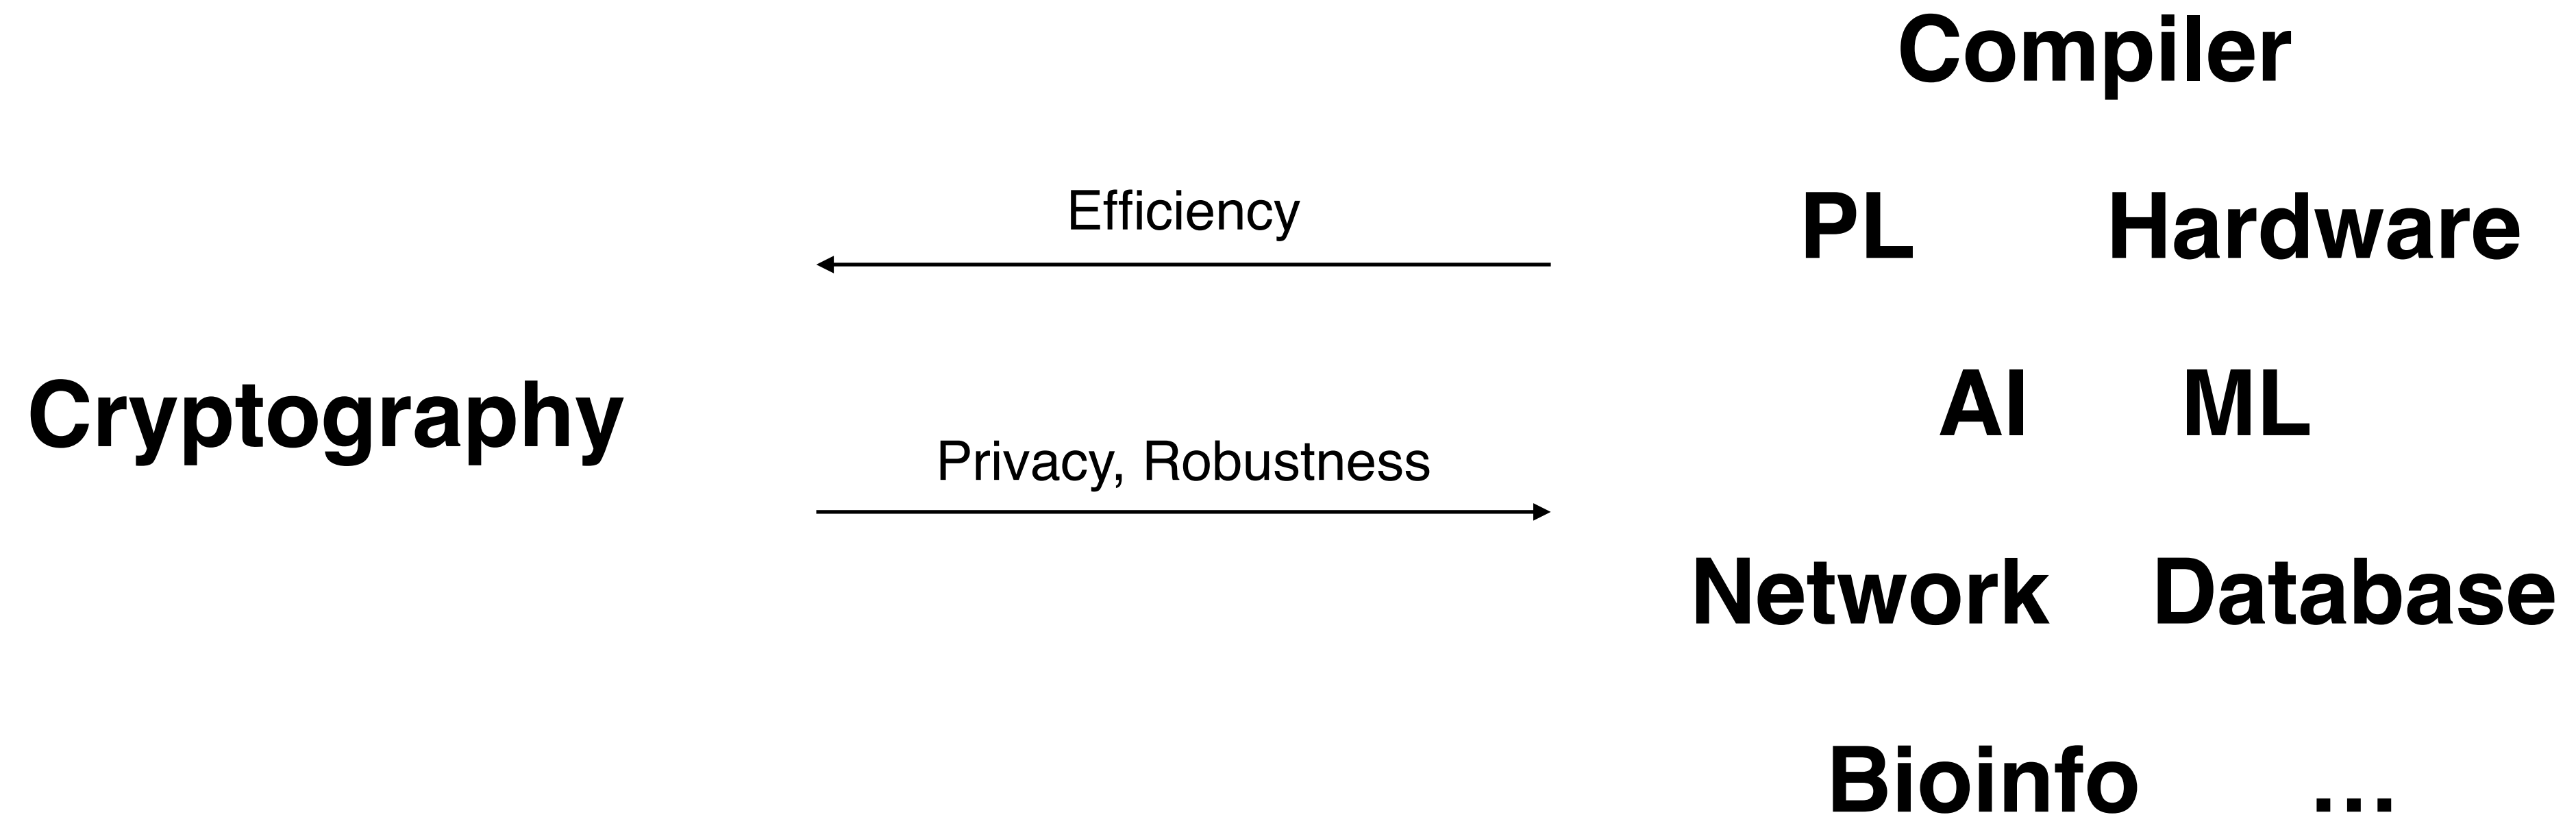 Compiler
Efficiency
PL Hardware
Cryptography
AI ML
Privacy, Robustness
Network Database
Bioinfo ...